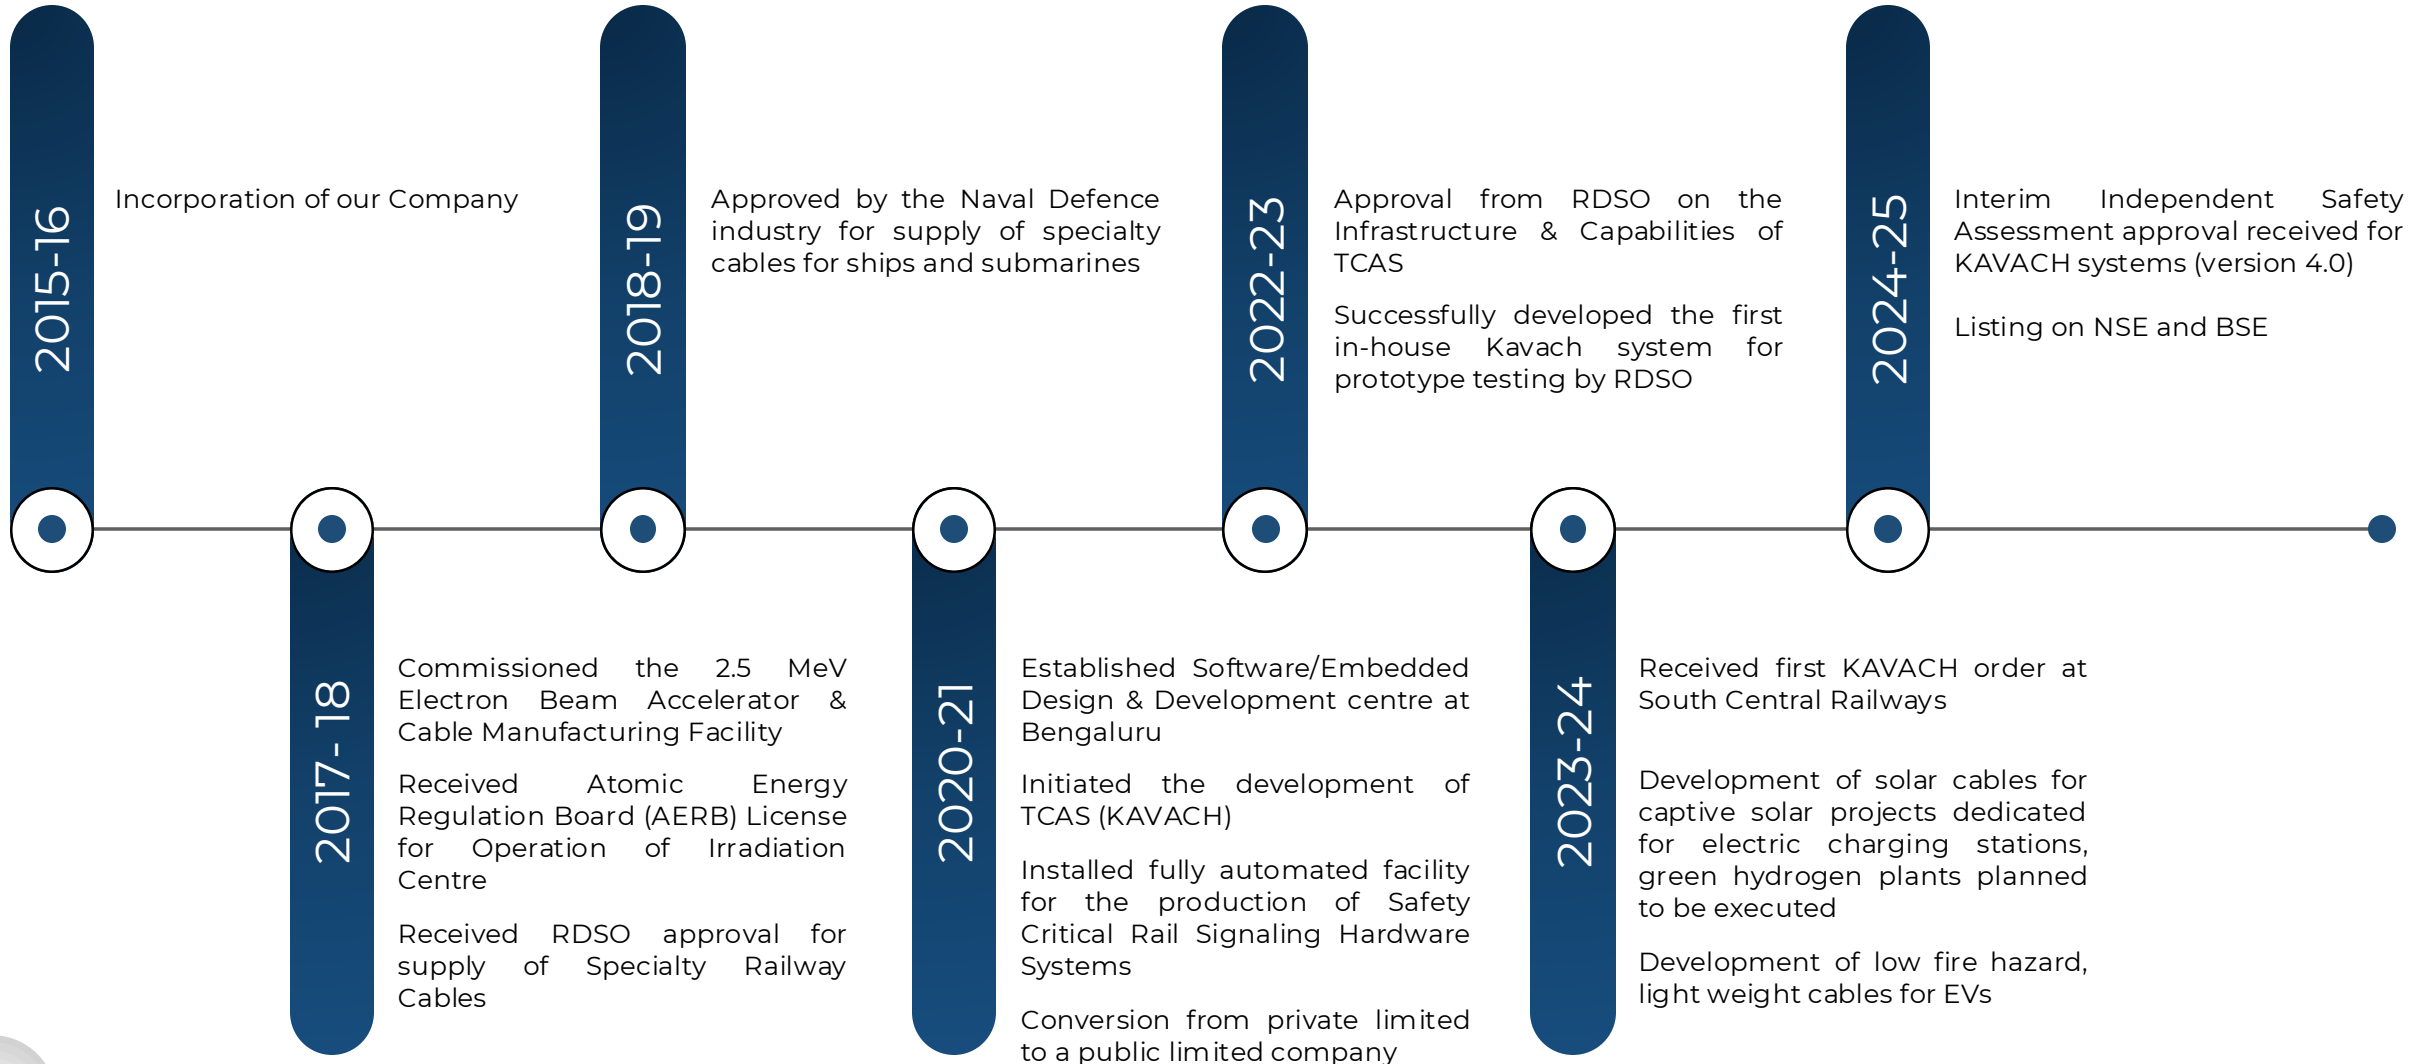 2015-16
Incorporation of our Company
2017- 18
Commissioned the 2.5 MeV
Electron Beam Accelerator &
Cable Manufacturing Facility
Received Atomic Energy
Regulation Board (AERB) License
for Operation of Irradiation
Centre
Received RDSO approval for
supply of Specialty Railway
Cables
2018-19
Approved by the Naval Defence
industry for supply of specialty
cables for ships and submarines
2020-21
Established Software/Embedded
Design & Development centre at
Bengaluru
Initiated the development of
TCAS (KAVACH)
Installed fully automated facility
for the production of Safety
Critical Rail Signaling Hardware
Systems
Conversion from private limited
to a public limited company
2022-23
Approval from RDSO on the
Infrastructure & Capabilities of
TCAS
Successfully developed the first
in-house Kavach system for
prototype testing by RDSO
2023-24
Received first KAVACH order at
South Central Railways
Development of solar cables for
captive solar projects dedicated
for electric charging stations,
green hydrogen plants planned
to be executed
Development of low fire hazard,
light weight cables for EVs
2024-25
Interim Independent Safety
Assessment approval received for
KAVACH systems (version 4.0)
Listing on NSE and BSE